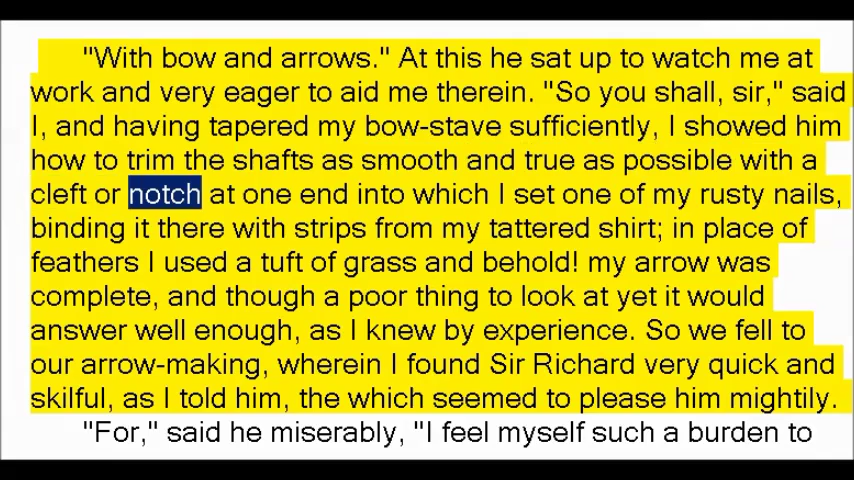 "With bow and arrows." At this he sat up to watch me at
work and very eager to aid me therein. "So you shall, sir," said
I, and having tapered my bow-stave sufficiently, I showed him
how to trim the shafts as smooth and true as possible with a
cleft or notch at one end into which I set one of my rusty nails,
binding it there with strips from my tattered shirt; in place of
feathers I used a tuft of grass and behold! my arrow was
complete, and though a poor thing to look at yet it would
answer well enough, as I knew by experience. So we fell to
our arrow-making, wherein I found Sir Richard very quick and
skilful, as I told him, the which seemed to please him mightily.
"For," said he miserably, "I feel myself such a burden to